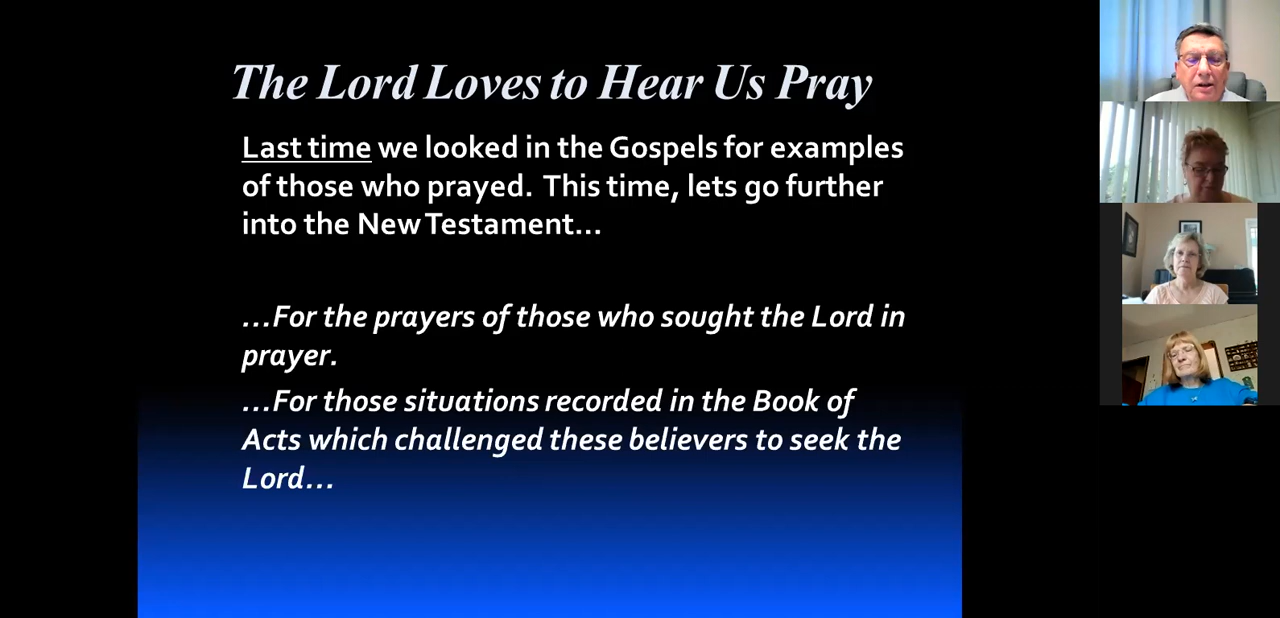 The Lord Loves to Hear Us Pray
Last time we looked in the Gospels for examples
of those who prayed.  This time, lets go further
into the New Testament…
…For the prayers of those who sought the Lord in
prayer.
…For those situations recorded in the Book of
Acts which challenged these believers to seek the
Lord…